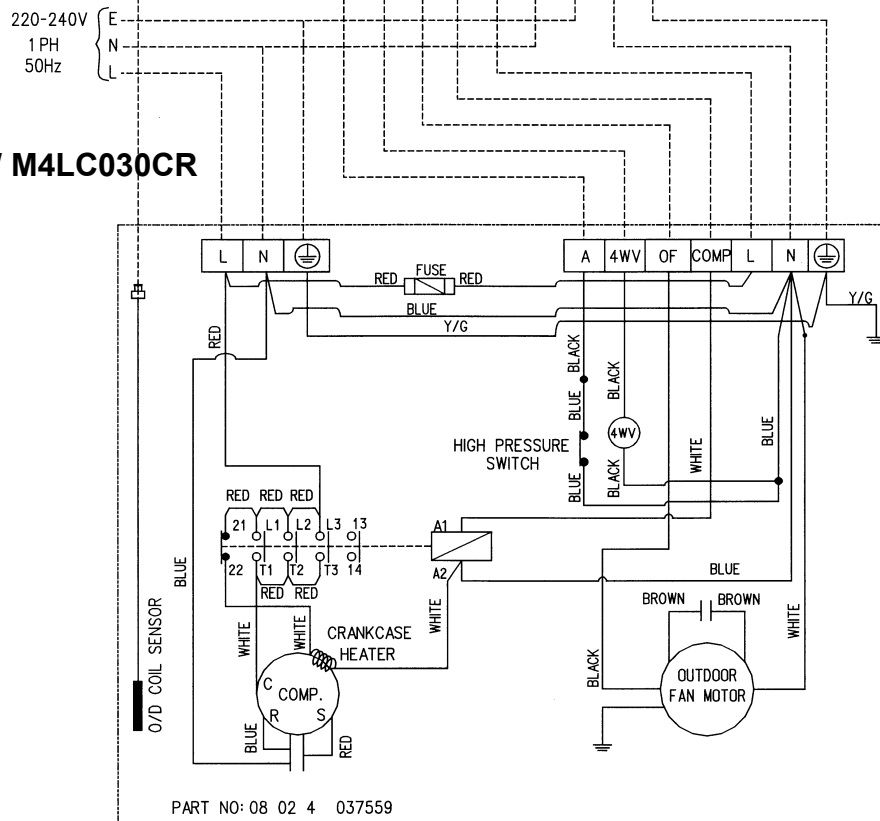 220-240V E
1 PH N
50Hz L
M4LC030CR
L N
A 4WV OF COMP L N
RED FUSE RED
BLUE
Y/G
Y/G
RED
BLACK
BLACK
BLUE
4WV
HIGH PRESSURE
SWITCH
BLUE
BLACK
WHITE
BLUE
RED RED RED
21 L1 L2 L3 13
A1
22 T1 T2 T3 14
A2
RED RED
BLUE
BLUE
WHITE
WHITE
CRANKCASE
HEATER
WHITE
BROWN BROWN
WHITE
BLACK
OUTDOOR
FAN MOTOR
O/D COIL SENSOR
C
COMP.
R S
BLUE
RED
PART NO: 08 02 4 037559